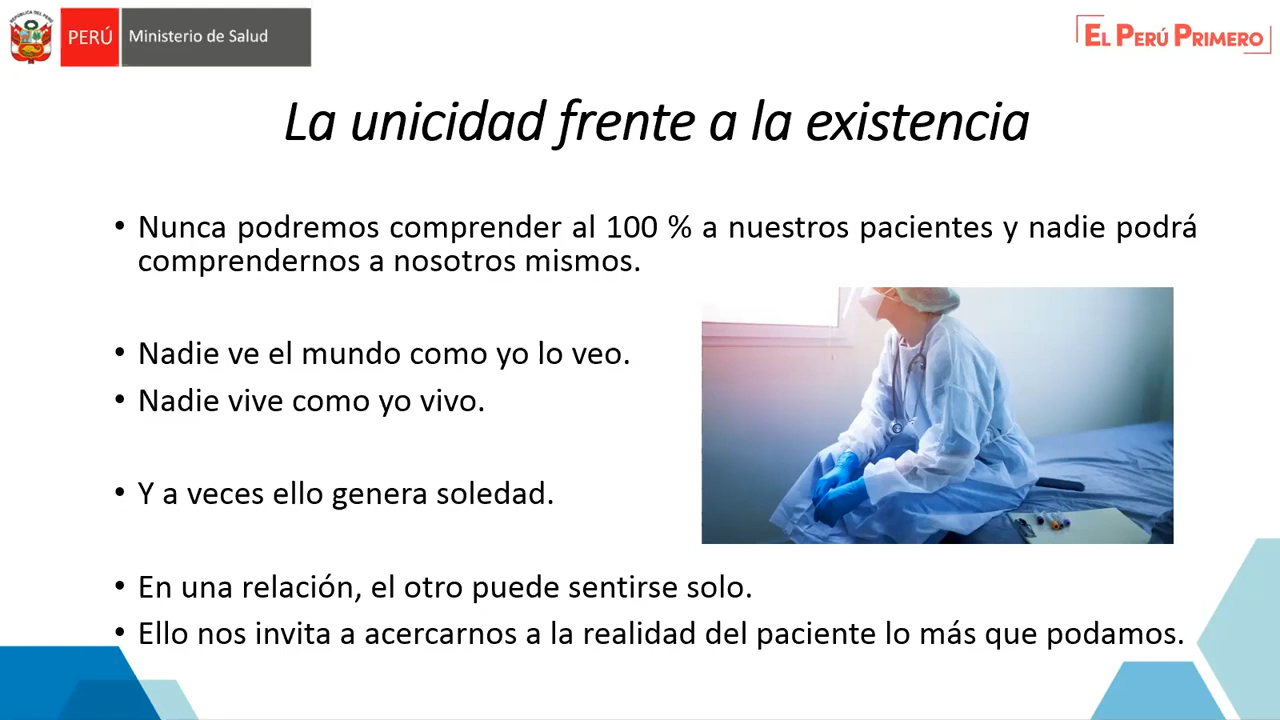 REPÚBLICA DEL PERÚ
PERÚ
Ministerio de Salud
EL PERÚ PRIMERO
La unicidad frente a la existencia
• Nunca podremos comprender al 100 % a nuestros pacientes y nadie podrá
comprendernos a nosotros mismos.
• Nadie ve el mundo como yo lo veo.
• Nadie vive como yo vivo.
• Y a veces ello genera soledad.
• En una relación, el otro puede sentirse solo.
• Ello nos invita a acercarnos a la realidad del paciente lo más que podamos.